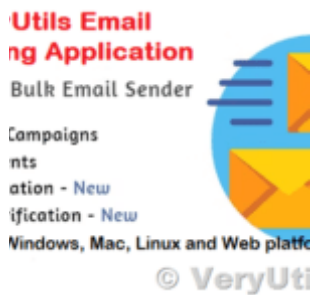 Utils Email
ng Application
Bulk Email Sender
Campaigns
nts
ation - New
ification - New
Windows, Mac, Linux and Web platfo
© VeryUti